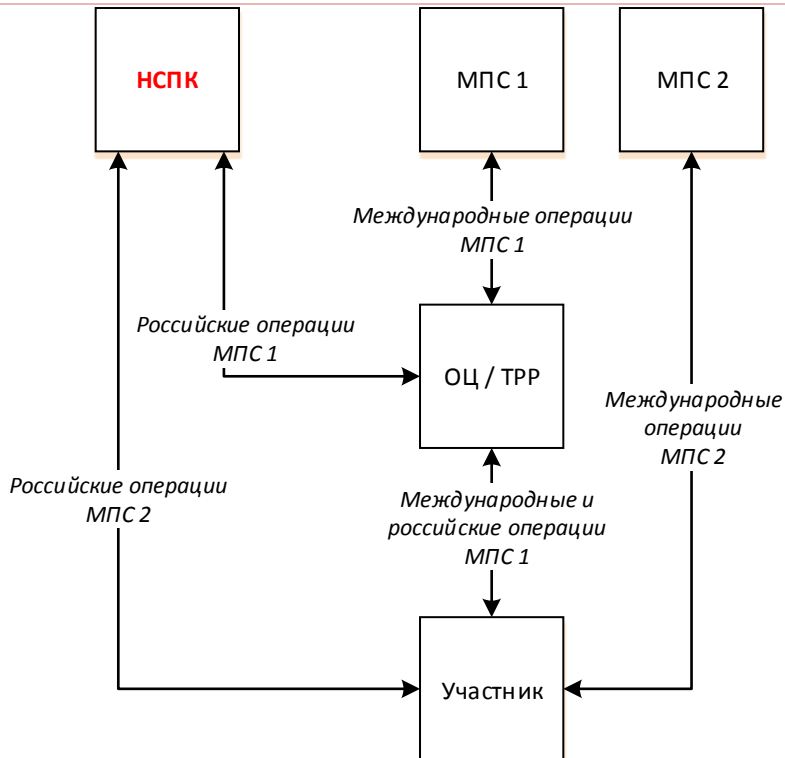 НСПК
МПС 1
МПС 2
Международные операции
МПС 1
Российские операции
МПС 1
ОЦ / TPP
Международные
операции
МПС 2
Российские операции
МПС 2
Международные и
российские операции
МПС 1
Участник